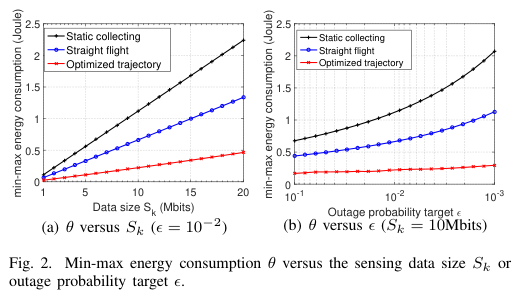 min-max energy consumption (Joule)
2.5
2
1.5
1
0.5
0
Static collecting
Straight flight
Optimized trajectory
1 5 10 15 20
Data size S_k (Mbits)
(a) θ versus S_k (ϵ = 10^{-2})
min-max energy consumption (Joule)
2.5
2
1.5
1
0.5
0
Static collecting
Straight flight
Optimized trajectory
10^{-1} 10^{-2} 10^{-3}
Outage probability target ϵ
(b) θ versus ϵ (S_k = 10Mbits)
Fig. 2. Min-max energy consumption θ versus the sensing data size S_k or
outage probability target ϵ.